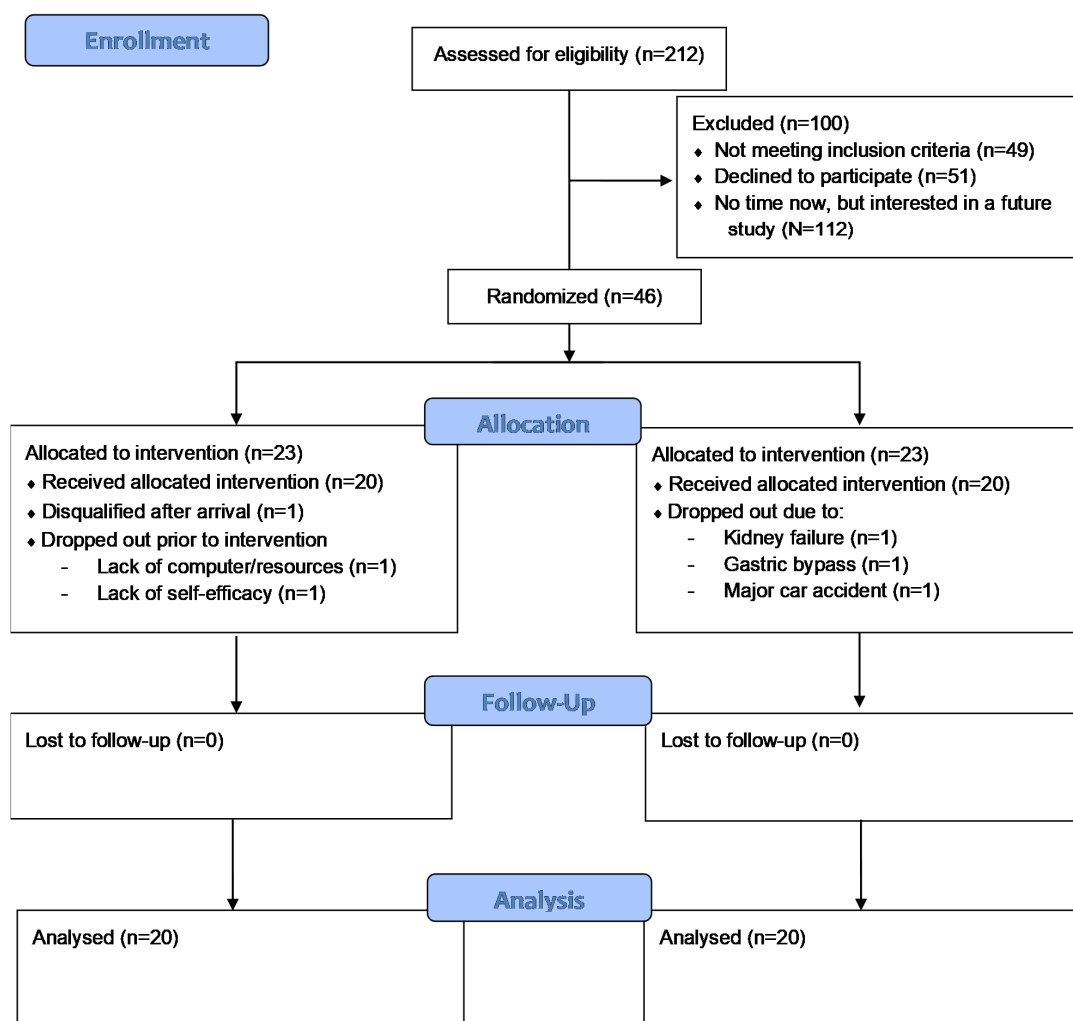 Enrollment
Assessed for eligibility (n=212)
Excluded (n=100)
♦ Not meeting inclusion criteria (n=49)
♦ Declined to participate (n=51)
♦ No time now, but interested in a future
study (N=112)
Randomized (n=46)
Allocation
Allocated to intervention (n=23)
♦ Received allocated intervention (n=20)
♦ Disqualified after arrival (n=1)
♦ Dropped out prior to intervention
- Lack of computer/resources (n=1)
- Lack of self-efficacy (n=1)
Allocated to intervention (n=23)
♦ Received allocated intervention (n=20)
♦ Dropped out due to:
- Kidney failure (n=1)
- Gastric bypass (n=1)
- Major car accident (n=1)
Follow-Up
Lost to follow-up (n=0)
Lost to follow-up (n=0)
Analysis
Analysed (n=20)
Analysed (n=20)